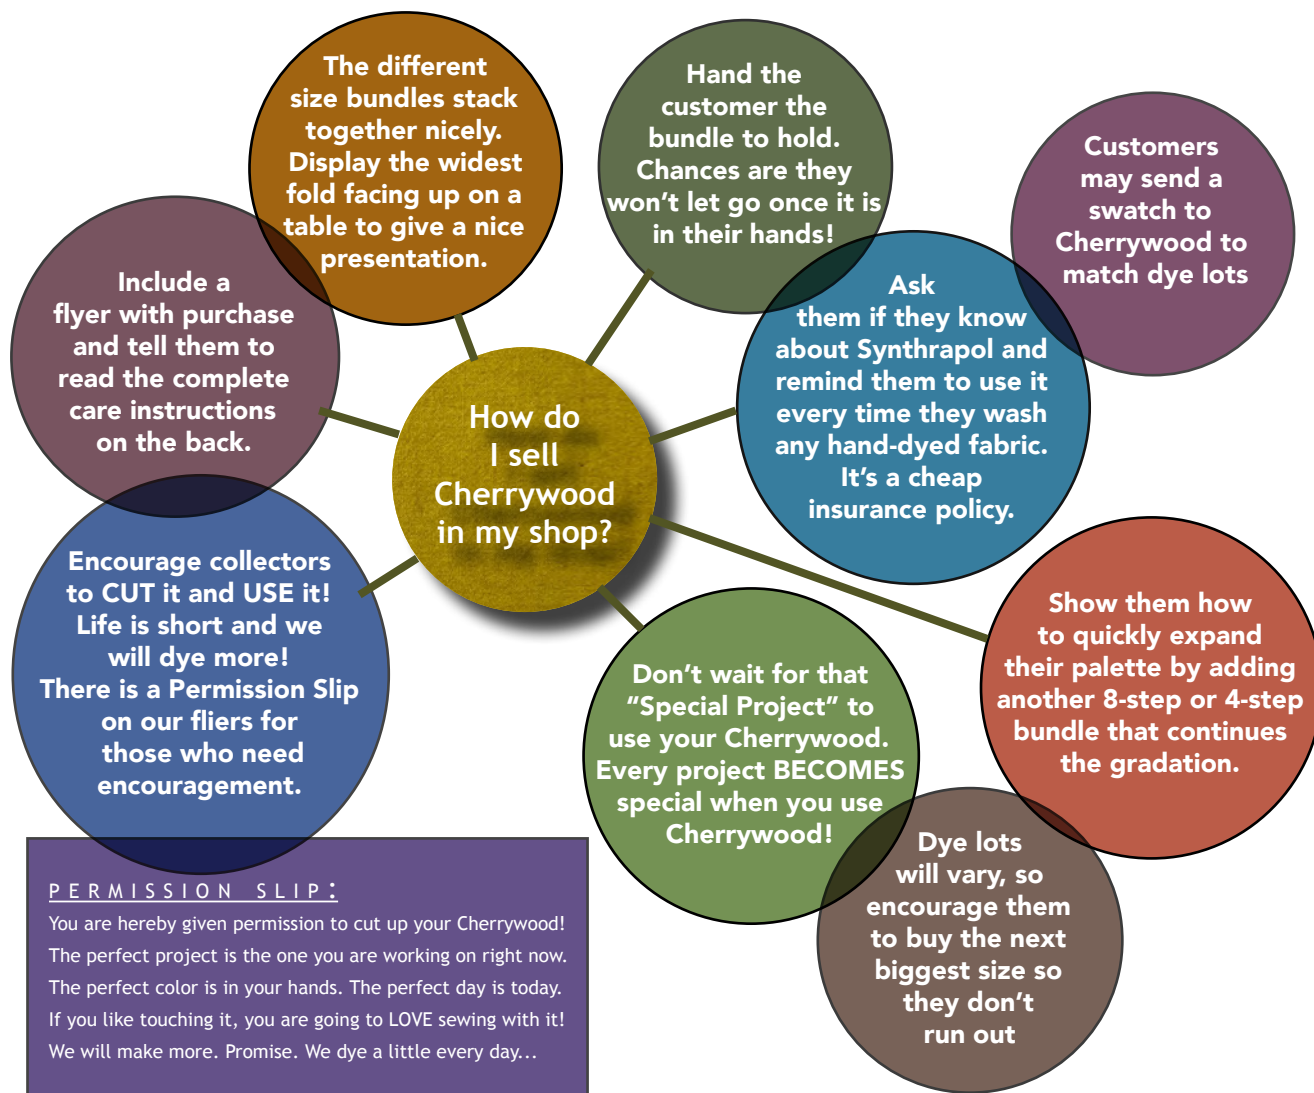 The different
size bundles stack
together nicely.
Display the widest
fold facing up on a
table to give a nice
presentation.
Hand the
customer the
bundle to hold.
Chances are they
won't let go once it is
in their hands!
Customers
may send a
swatch to
Cherrywood to
match dye lots
Include a
flyer with purchase
and tell them to
read the complete
care instructions
on the back.
Ask
them if they know
about Synthrapol and
remind them to use it
every time they wash
any hand-dyed fabric.
It's a cheap
insurance policy.
How do
I sell
Cherrywood
in my shop?
Encourage collectors
to CUT it and USE it!
Life is short and we
will dye more!
There is a Permission Slip
on our fliers for
those who need
encouragement.
Show them how
to quickly expand
their palette by adding
another 8-step or 4-step
bundle that continues
the gradation.
Don't wait for that
“Special Project” to
use your Cherrywood.
Every project BECOMES
special when you use
Cherrywood!
Dye lots
will vary, so
encourage them
to buy the next
biggest size so
they don't
run out
PERMISSION SLIP:
You are hereby given permission to cut up your Cherrywood!
The perfect project is the one you are working on right now.
The perfect color is in your hands. The perfect day is today.
If you like touching it, you are going to LOVE sewing with it!
We will make more. Promise. We dye a little every day...